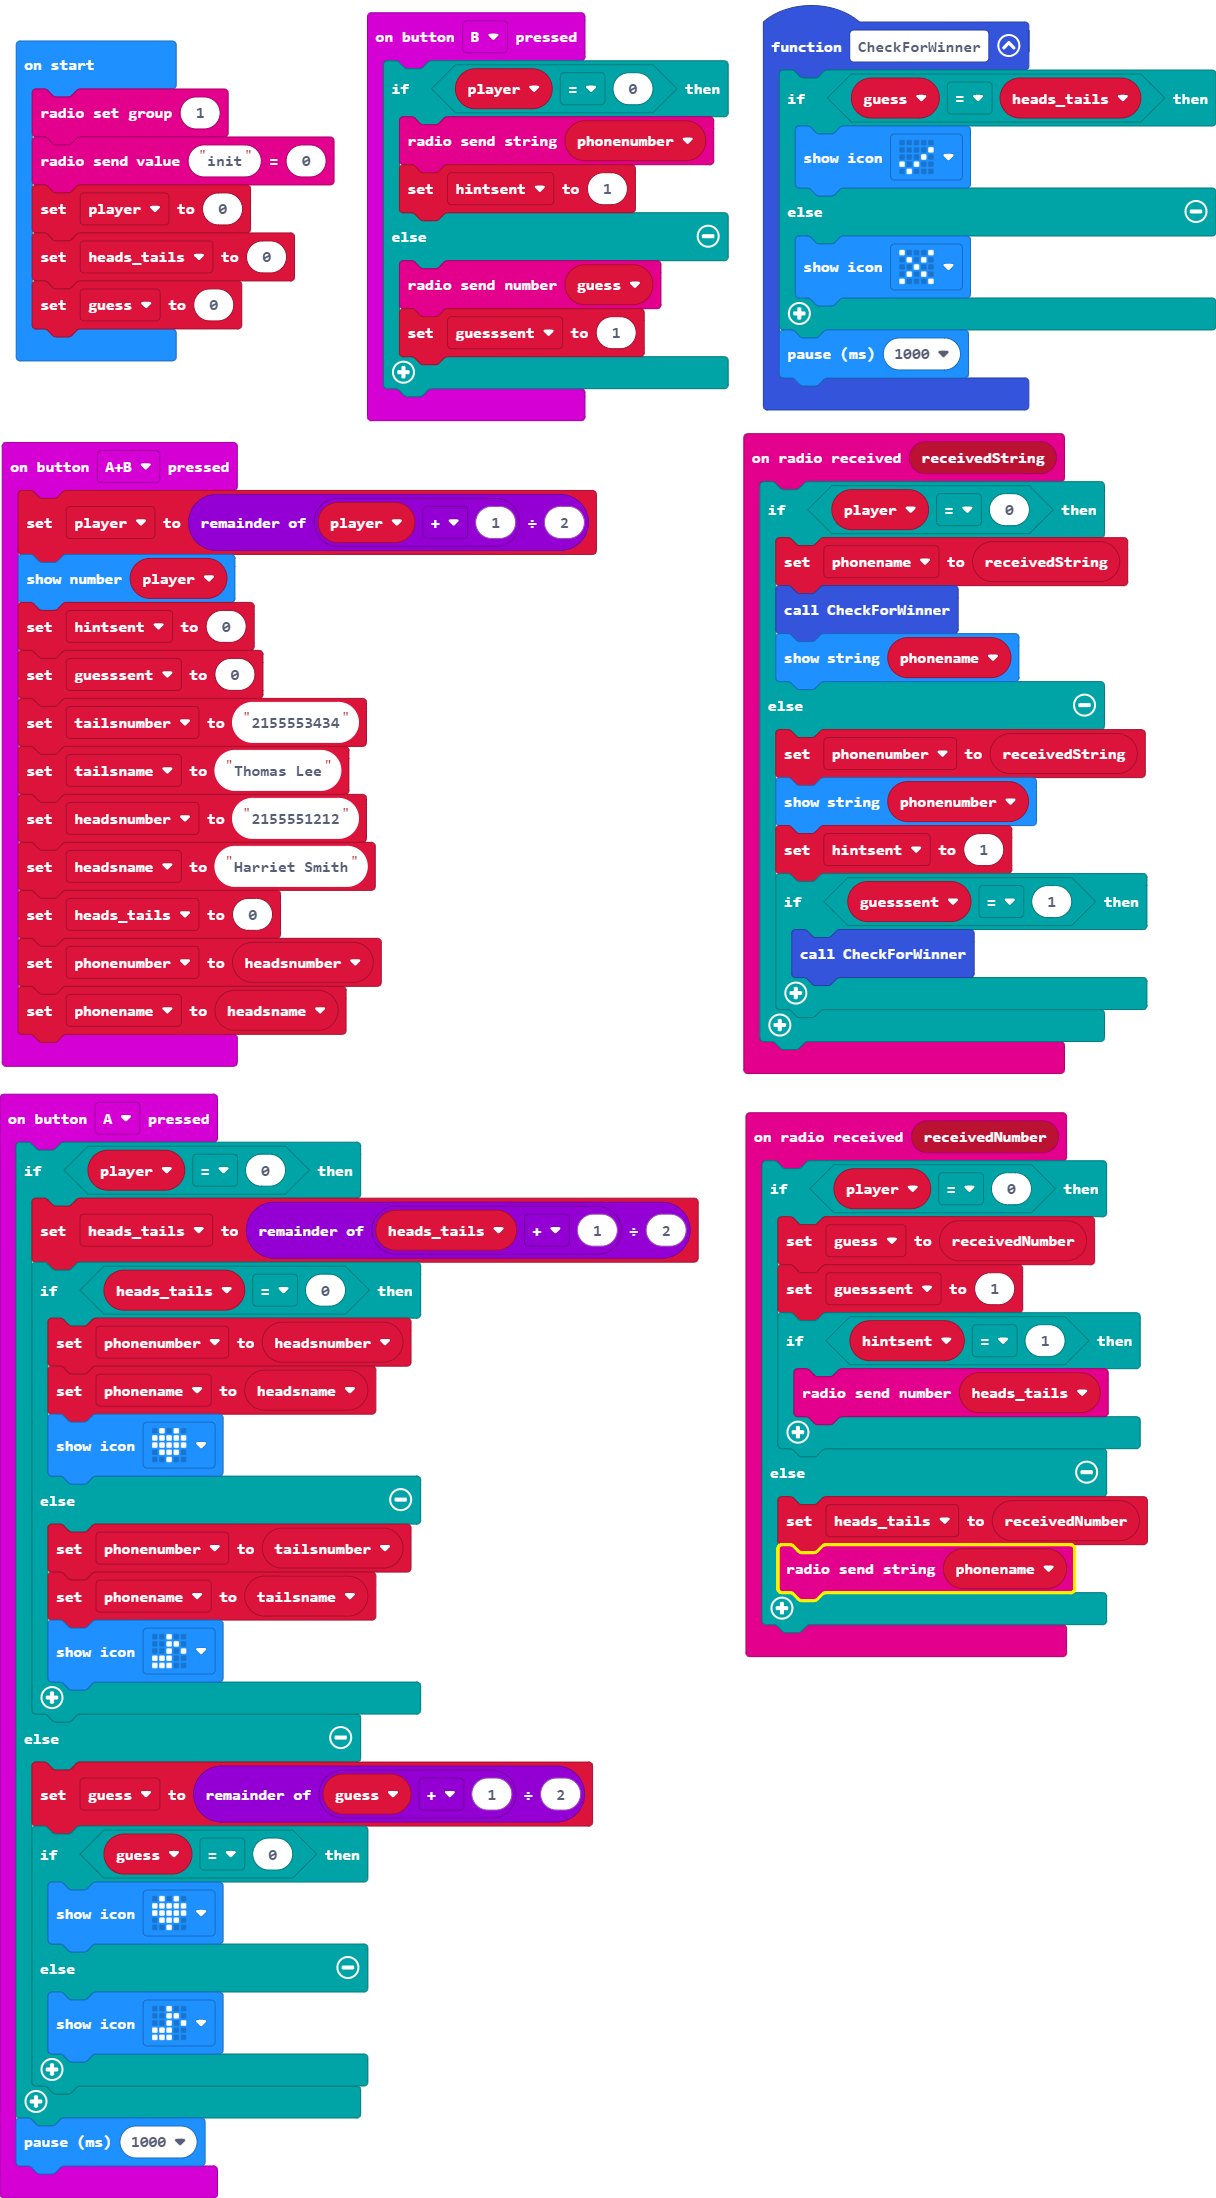 on start
radio set group 1
radio send value "init" = 0
set player to 0
set heads_tails to 0
set guess to 0
on button B pressed
if player = 0 then
radio send string phonenumber
set hintsent to 1
else
radio send number guess
set guesssent to 1
function CheckForWinner
if guess = heads_tails then
show icon
else
show icon
pause (ms) 1000
on button A+B pressed
set player to remainder of player + 1 ÷ 2
show number player
set hintsent to 0
set guesssent to 0
set tailsnumber to "2155553434"
set tailsname to "Thomas Lee"
set headsnumber to "2155551212"
set headsname to "Harriet Smith"
set heads_tails to 0
set phonenumber to headsnumber
set phonename to headsname
on radio received receivedString
if player = 0 then
set phonename to receivedString
call CheckForWinner
show string phonename
else
set phonenumber to receivedString
show string phonenumber
set hintsent to 1
if guesssent = 1 then
call CheckForWinner
on button A pressed
if player = 0 then
set heads_tails to remainder of heads_tails + 1 ÷ 2
if heads_tails = 0 then
set phonenumber to headsnumber
set phonename to headsname
show icon
else
set phonenumber to tailsnumber
set phonename to tailsname
show icon
else
set guess to remainder of guess + 1 ÷ 2
if guess = 0 then
show icon
else
show icon
pause (ms) 1000
on radio received receivedNumber
if player = 0 then
set guess to receivedNumber
set guesssent to 1
if hintsent = 1 then
radio send number heads_tails
else
set heads_tails to receivedNumber
radio send string phonename